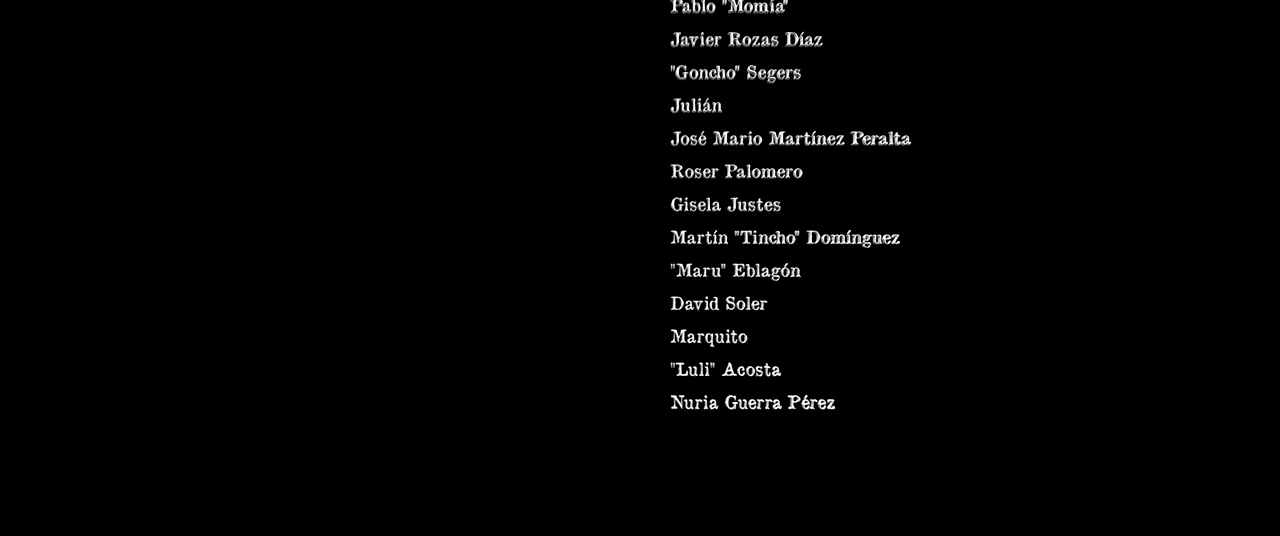 Pablo "Momia"
Javier Rozas Díaz
"Goncho" Segers
Julián
José Mario Martínez Peralta
Roser Palomero
Gisela Justes
Martín "Tincho" Domínguez
"Maru" Eblagón
David Soler
Marquito
"Luli" Acosta
Nuria Guerra Pérez